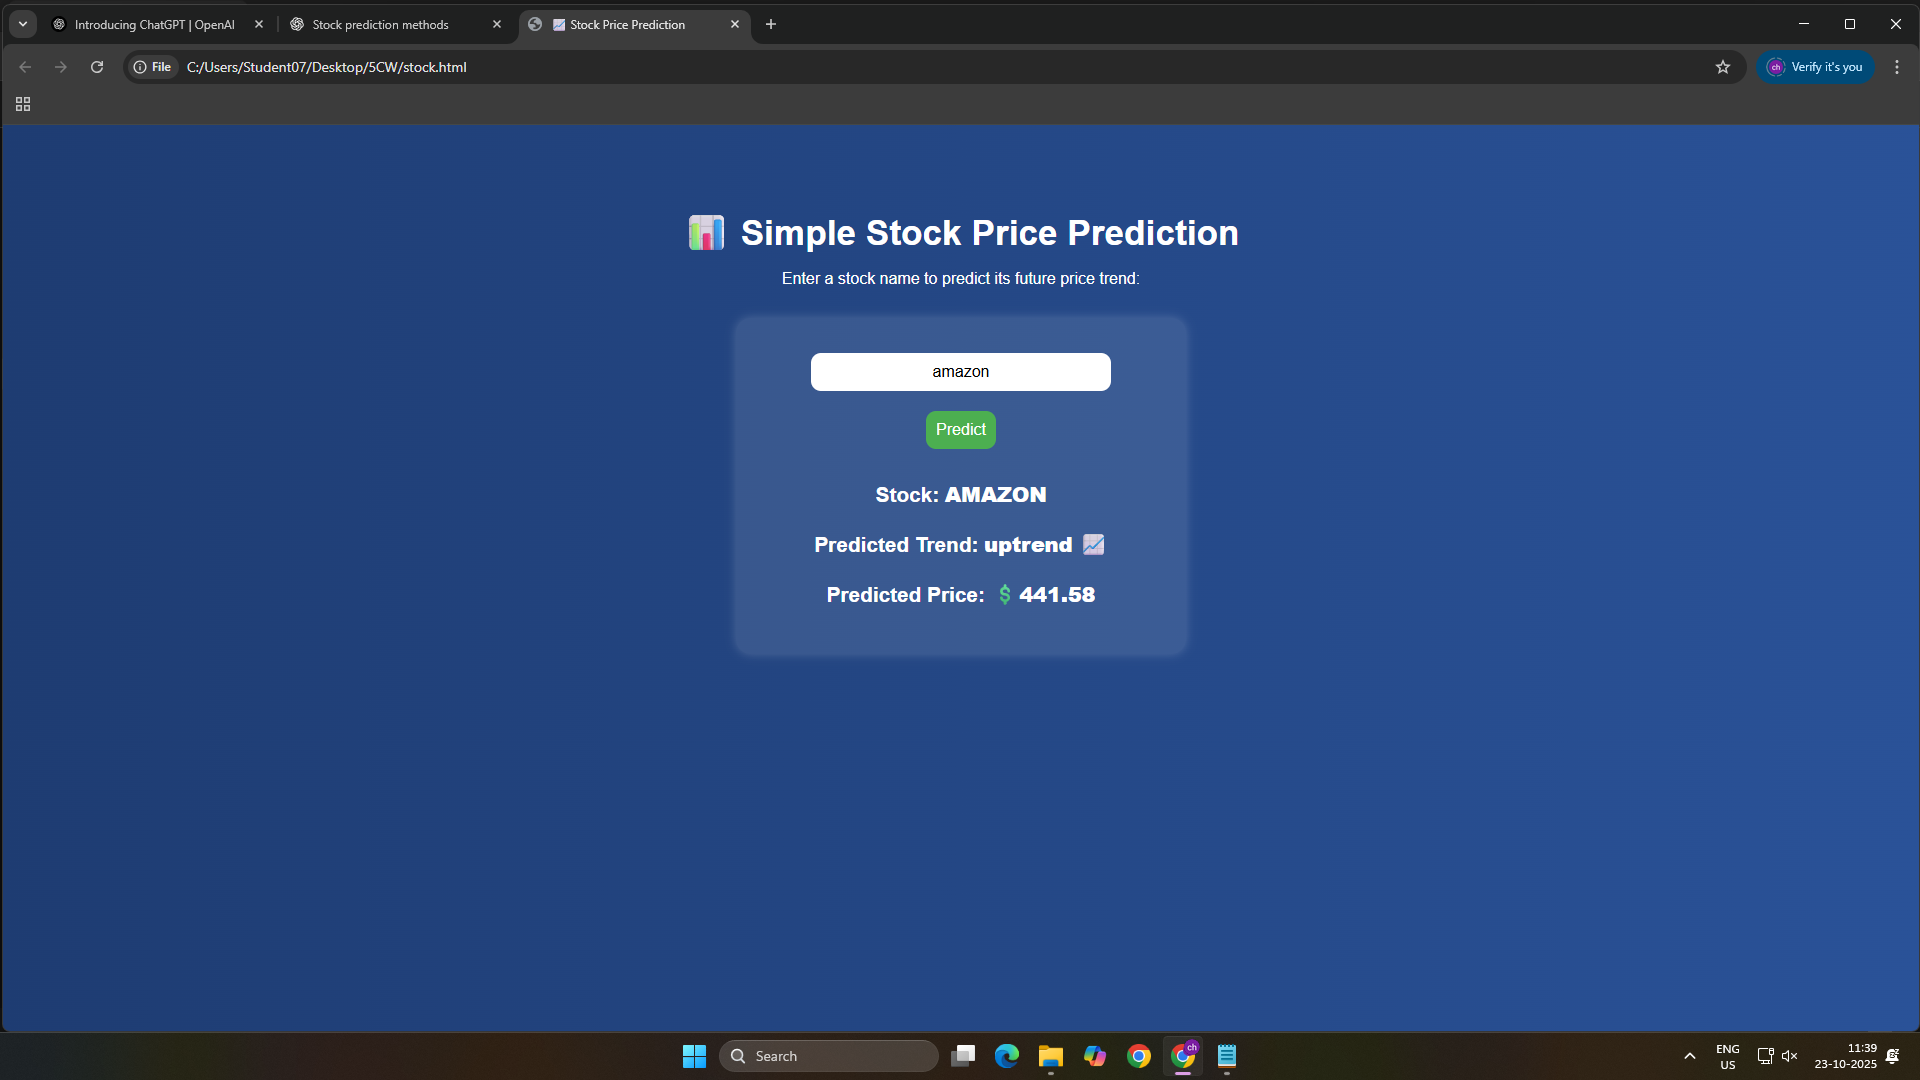 Introducing ChatGPT | OpenAI
Stock prediction methods
📈 Stock Price Prediction
File
C:/Users/Student07/Desktop/5CW/stock.html
ch
Verify it's you
📊 Simple Stock Price Prediction
Enter a stock name to predict its future price trend:
amazon
Predict
Stock: AMAZON
Predicted Trend: uptrend 📈
Predicted Price: 💲441.58
Search
ch
ENG
US
11:39
23-10-2025